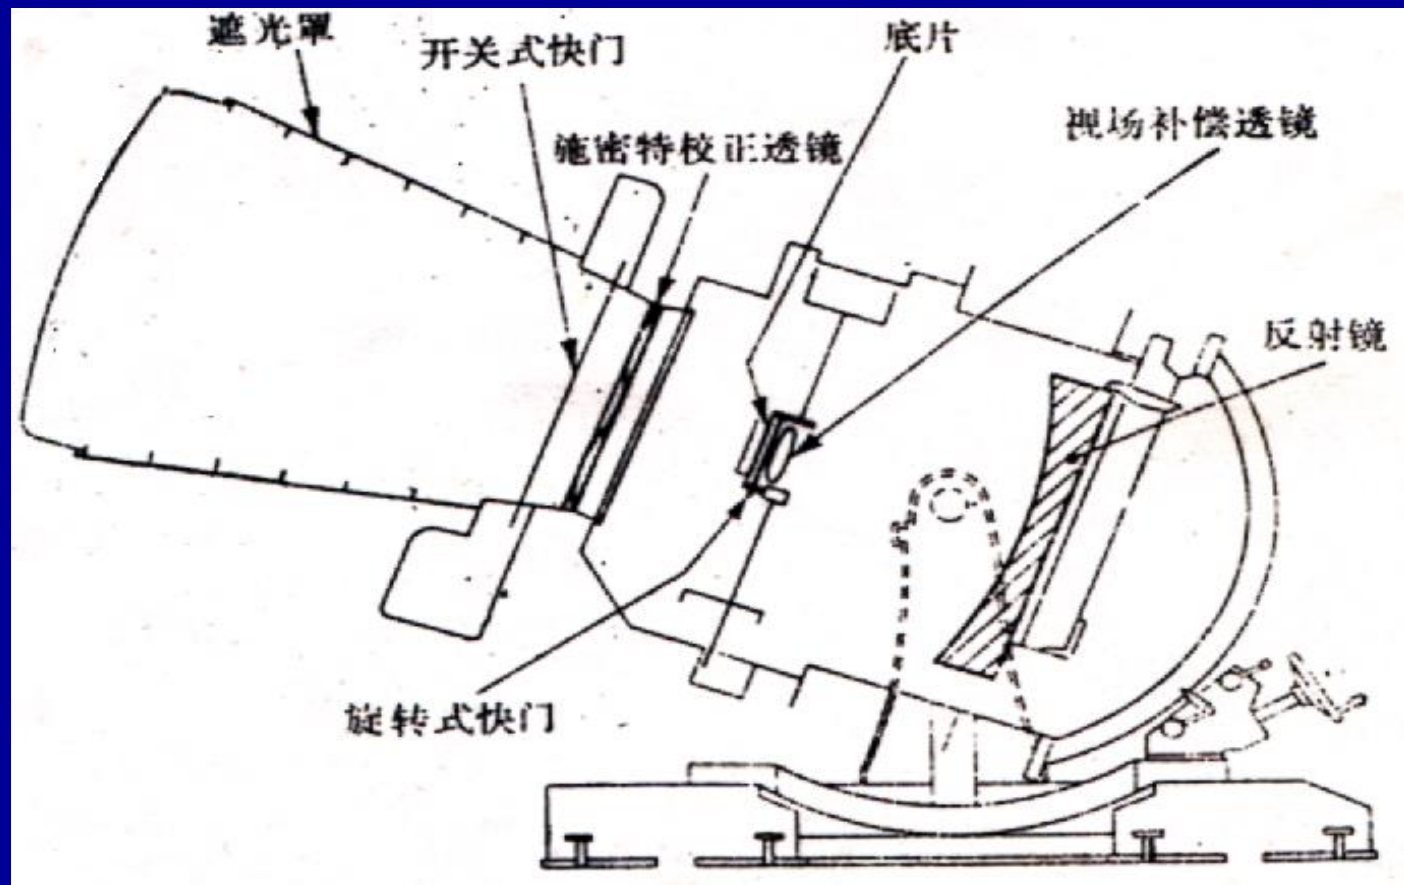 遮光罩
开关式快门
底片
施密特校正透镜
视场补偿透镜
反射镜
旋转式快门